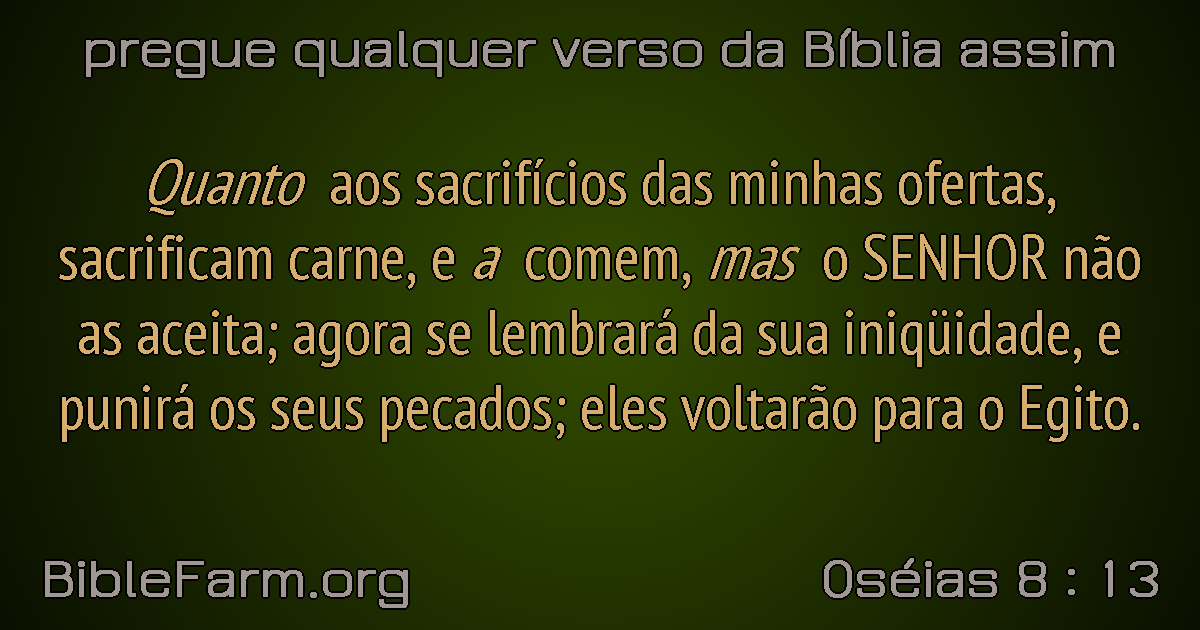 pregue qualquer verso da Bíblia assim
Quanto aos sacrifícios das minhas ofertas,
sacrificam carne, e a comem, mas o SENHOR não
as aceita; agora se lembrará da sua iniqüidade, e
punirá os seus pecados; eles voltarão para o Egito.
BibleFarm.org
Oséias 8 : 13